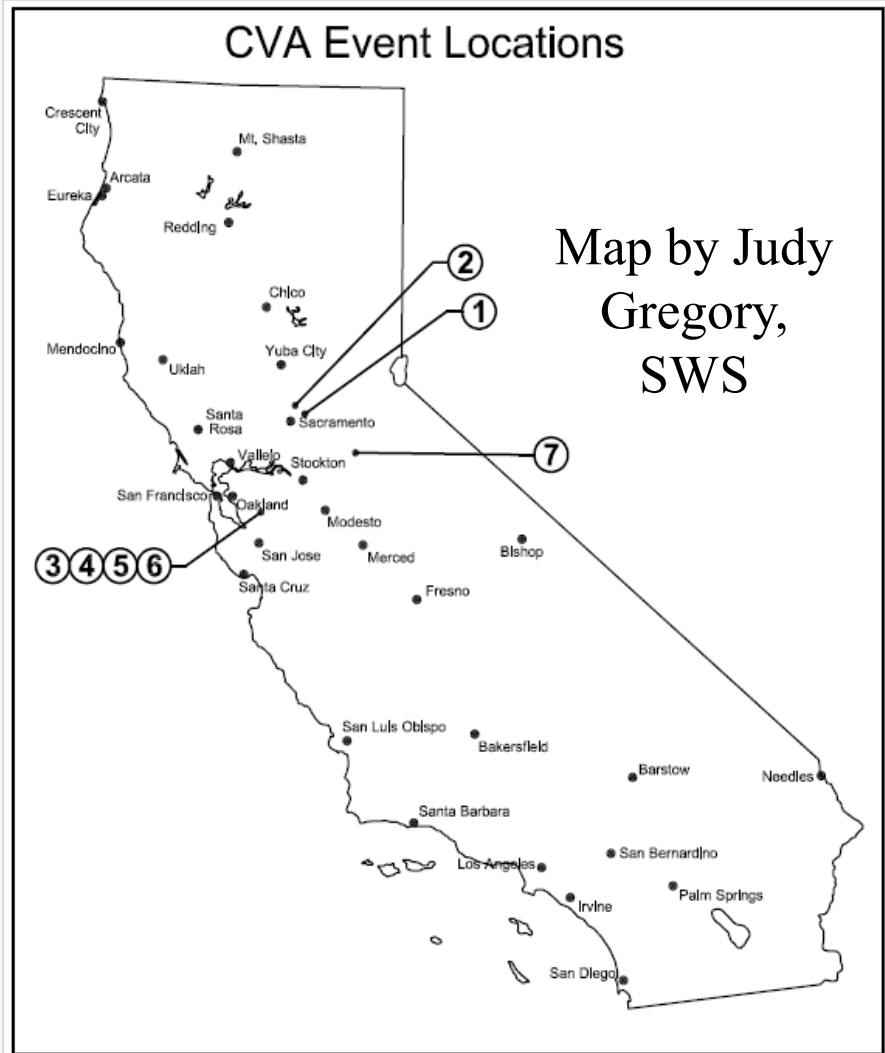 CVA Event Locations
Crescent
City
Mt. Shasta
Arcata
Eureka
Redding
Map by Judy
Gregory,
SWS
2
1
Chico
Mendocino
Ukiah
Yuba City
Santa
Rosa
Sacramento
7
Vallejo
Stockton
San Francisco
Oakland
Modesto
3 4 5 6
San Jose
Merced
Bishop
Santa Cruz
Fresno
San Luis Obispo
Bakersfield
Barstow
Needles
Santa Barbara
Los Angeles
San Bernardino
Palm Springs
Irvine
San Diego